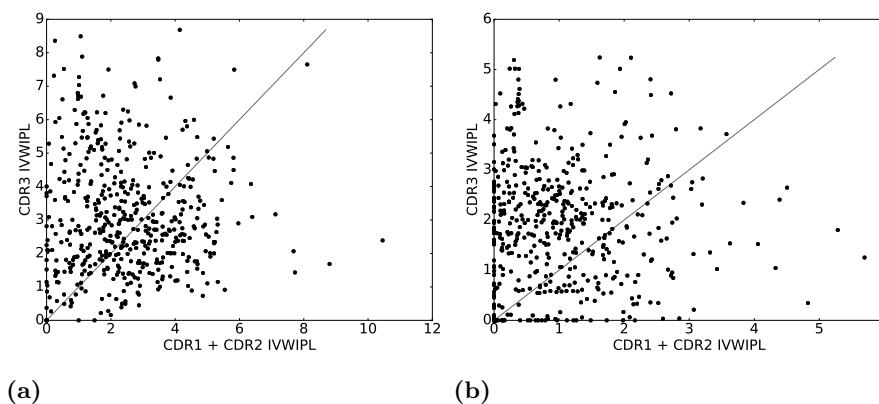 9
8
7
6
5
4
3
2
1
0
0 2 4 6 8 10 12
CDR3 IVWIPL
CDR1 + CDR2 IVWIPL
(a)
6
5
4
3
2
1
0
0 1 2 3 4 5
CDR3 IVWIPL
CDR1 + CDR2 IVWIPL
(b)